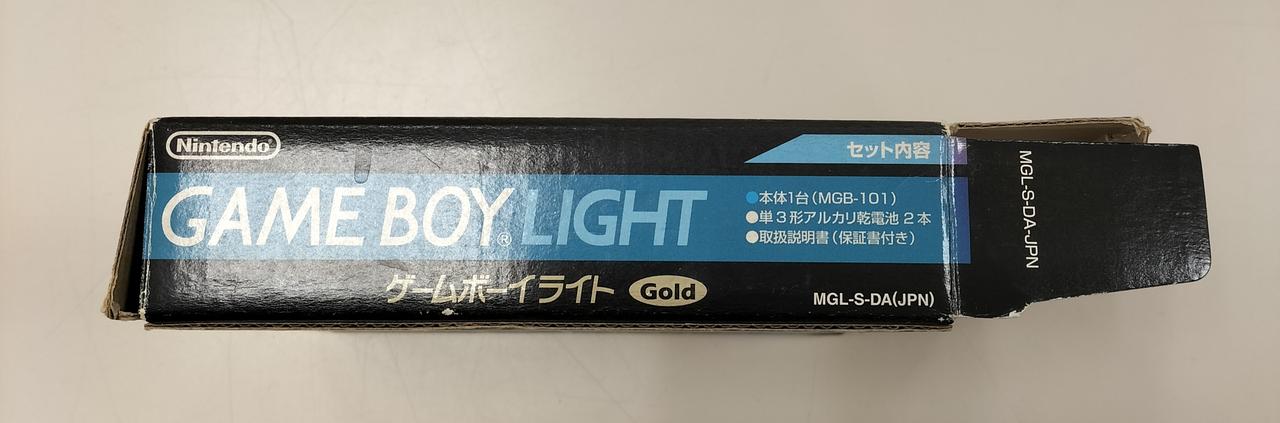 Nintendo®
GAME BOY® LIGHT
ゲームボーイライト Gold
セット内容
●本体1台(MGB-101)
●単3形アルカリ乾電池 2本
●取扱説明書(保証書付き)
MGL-S-DA(JPN)
MGL-S-DA-JPN